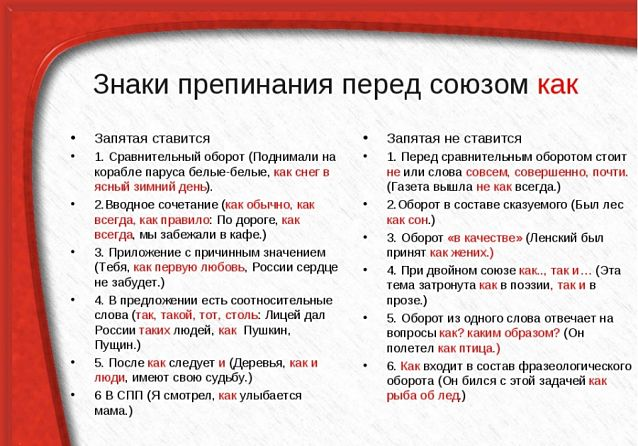 Знаки препинания перед союзом как
• Запятая ставится
• 1. Сравнительный оборот (Поднимали на
корабле паруса белые-белые, как снег в
ясный зимний день).
• 2.Вводное сочетание (как обычно, как
всегда, как правило: По дороге, как
всегда, мы забежали в кафе.)
• 3. Приложение с причинным значением
(Тебя, как первую любовь, России сердце
не забудет.)
• 4. В предложении есть соотносительные
слова (так, такой, тот, столь: Лицей дал
России таких людей, как Пушкин,
Пущин.)
• 5. После как следует и (Деревья, как и
люди, имеют свою судьбу.)
• 6 В СПП (Я смотрел, как улыбается
мама.)
• Запятая не ставится
• 1. Перед сравнительным оборотом стоит
не или слова совсем, совершенно, почти.
(Газета вышла не как всегда.)
• 2.Оборот в составе сказуемого (Был лес
как сон.)
• 3. Оборот «в качестве» (Ленский был
принят как жених.)
• 4. При двойном союзе как.., так и… (Эта
тема затронута как в поэзии, так и в
прозе.)
• 5. Оборот из одного слова отвечает на
вопросы как? каким образом? (Он
полетел как птица.)
• 6. Как входит в состав фразеологического
оборота (Он бился с этой задачей как
рыба об лед.)